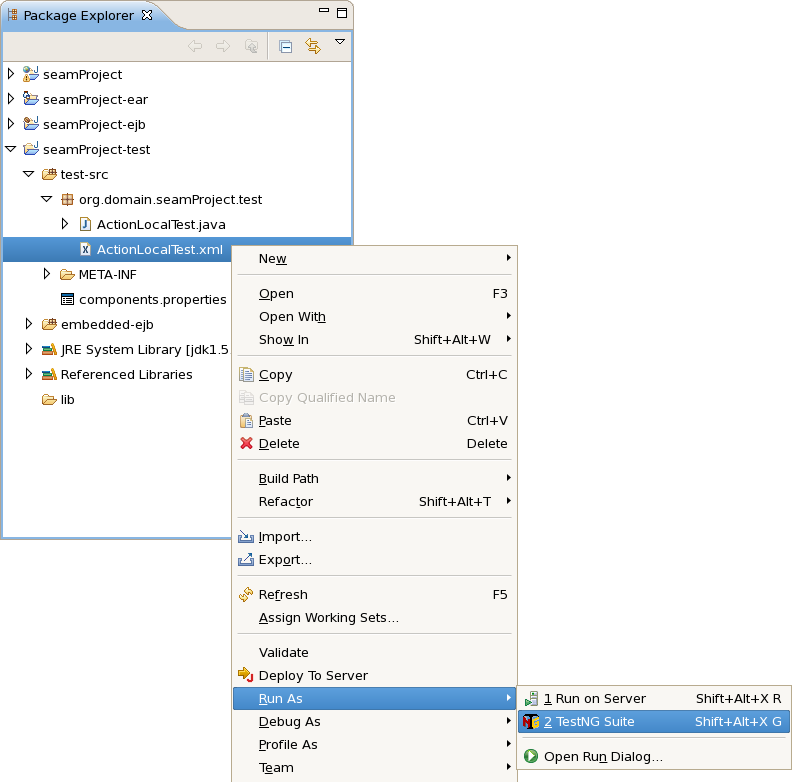 Package Explorer
seamProject
seamProject-ear
seamProject-ejb
seamProject-test
test-src
org.domain.seamProject.test
ActionLocalTest.java
ActionLocalTest.xml
META-INF
components.properties
embedded-ejb
JRE System Library [jdk1.5
Referenced Libraries
lib
New
Open F3
Open With
Show In Shift+Alt+W
Copy Ctrl+C
Copy Qualified Name
Paste Ctrl+V
Delete Delete
Build Path
Refactor Shift+Alt+T
Import...
Export...
Refresh F5
Assign Working Sets...
Validate
Deploy To Server
Run As
Debug As
Profile As
Team
1 Run on Server Shift+Alt+X R
2 TestNG Suite Shift+Alt+X G
Open Run Dialog...